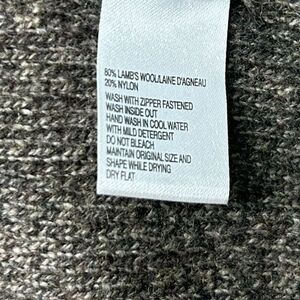 80% LAMB'S WOOL/LAINE D'AGNEAU
20% NYLON
WASH WITH ZIPPER FASTENED
WASH INSIDE OUT
HAND WASH IN COOL WATER
WITH MILD DETERGENT
DO NOT BLEACH
MAINTAIN ORIGINAL SIZE AND
SHAPE WHILE DRYING
DRY FLAT